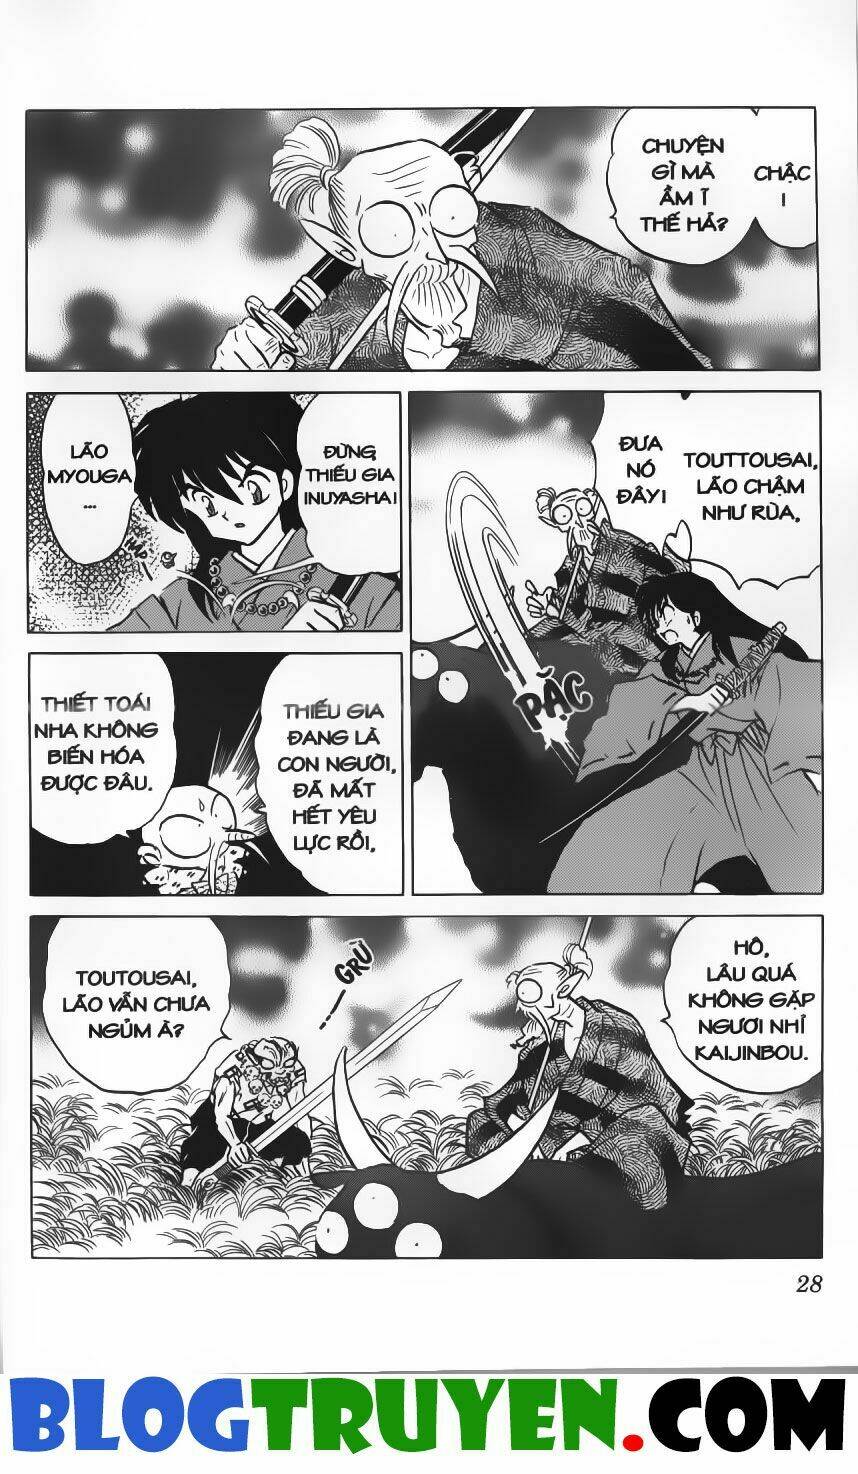 CHẬC
!
CHUYỆN
GÌ MÀ
ẦM Ĩ
THẾ HẢ?
TOUTTOUSAI,
LÃO CHẬM
NHƯ RÙA,
ĐƯA
NÓ
ĐÂY!
PẶC
ĐỪNG,
THIẾU GIA
INUYASHA!
LÃO
MYOUGA
...
THIẾU GIA
ĐANG LÀ
CON NGƯỜI,
ĐÃ MẤT
HẾT YÊU
LỰC RỒI,
THIẾT TOÁI
NHA KHÔNG
BIẾN HÓA
ĐƯỢC ĐÂU.
HÔ,
LÂU QUÁ
KHÔNG GẶP
NGƯƠI NHỈ
KAIJINBOU.
GRỪ
TOUTOUSAI,
LÃO VẪN CHƯA
NGỦM À?
28
BLOGTRUYEN.COM